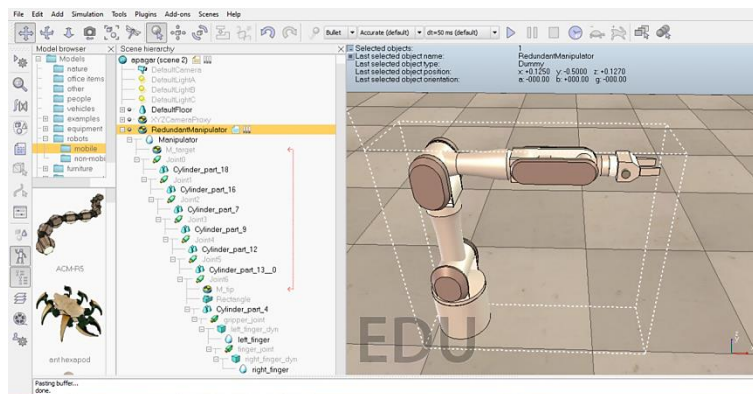 File Edit Add Simulation Tools Plugins Add-ons Scenes Help
Bullet Accurate (default) dt=50 ms (default)
Model browser
Models
nature
office items
other
people
vehicles
examples
equipment
robots
mobile
non-mobi
furniture
ACM-R5
ant hexapod
Scene hierarchy
apagar (scene 2)
DefaultCamera
DefaultLightA
DefaultLightB
DefaultLightC
DefaultFloor
XYZCameraProxy
RedundantManipulator
Manipulator
M_target
Joint0
Cylinder_part_18
Joint1
Cylinder_part_16
Joint2
Cylinder_part_7
Joint3
Cylinder_part_9
Joint4
Cylinder_part_12
Joint5
Cylinder_part_13__0
Joint6
M_tip
Rectangle
Cylinder_part_4
gripper_joint
left_finger_dyn
left_finger
finger_joint
right_finger_dyn
right_finger
Selected objects: 1
Last selected object name: RedundantManipulator
Last selected object type: Dummy
Last selected object position: x: +0.1250 y: -0.5000 z: +0.1270
Last selected object orientation: a: -000.00 b: +000.00 g: -000.00
EDU
Pasting buffer...
done.